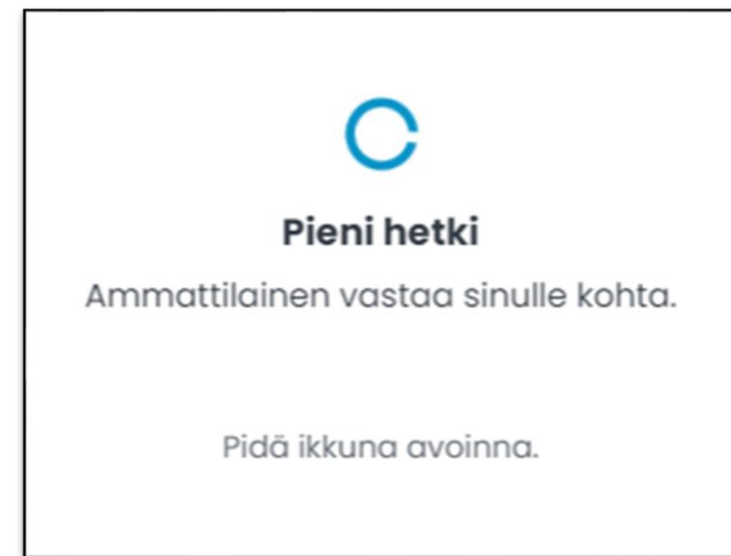 Pieni hetki
Ammattilainen vastaa sinulle kohta.
Pidä ikkuna avoinna.